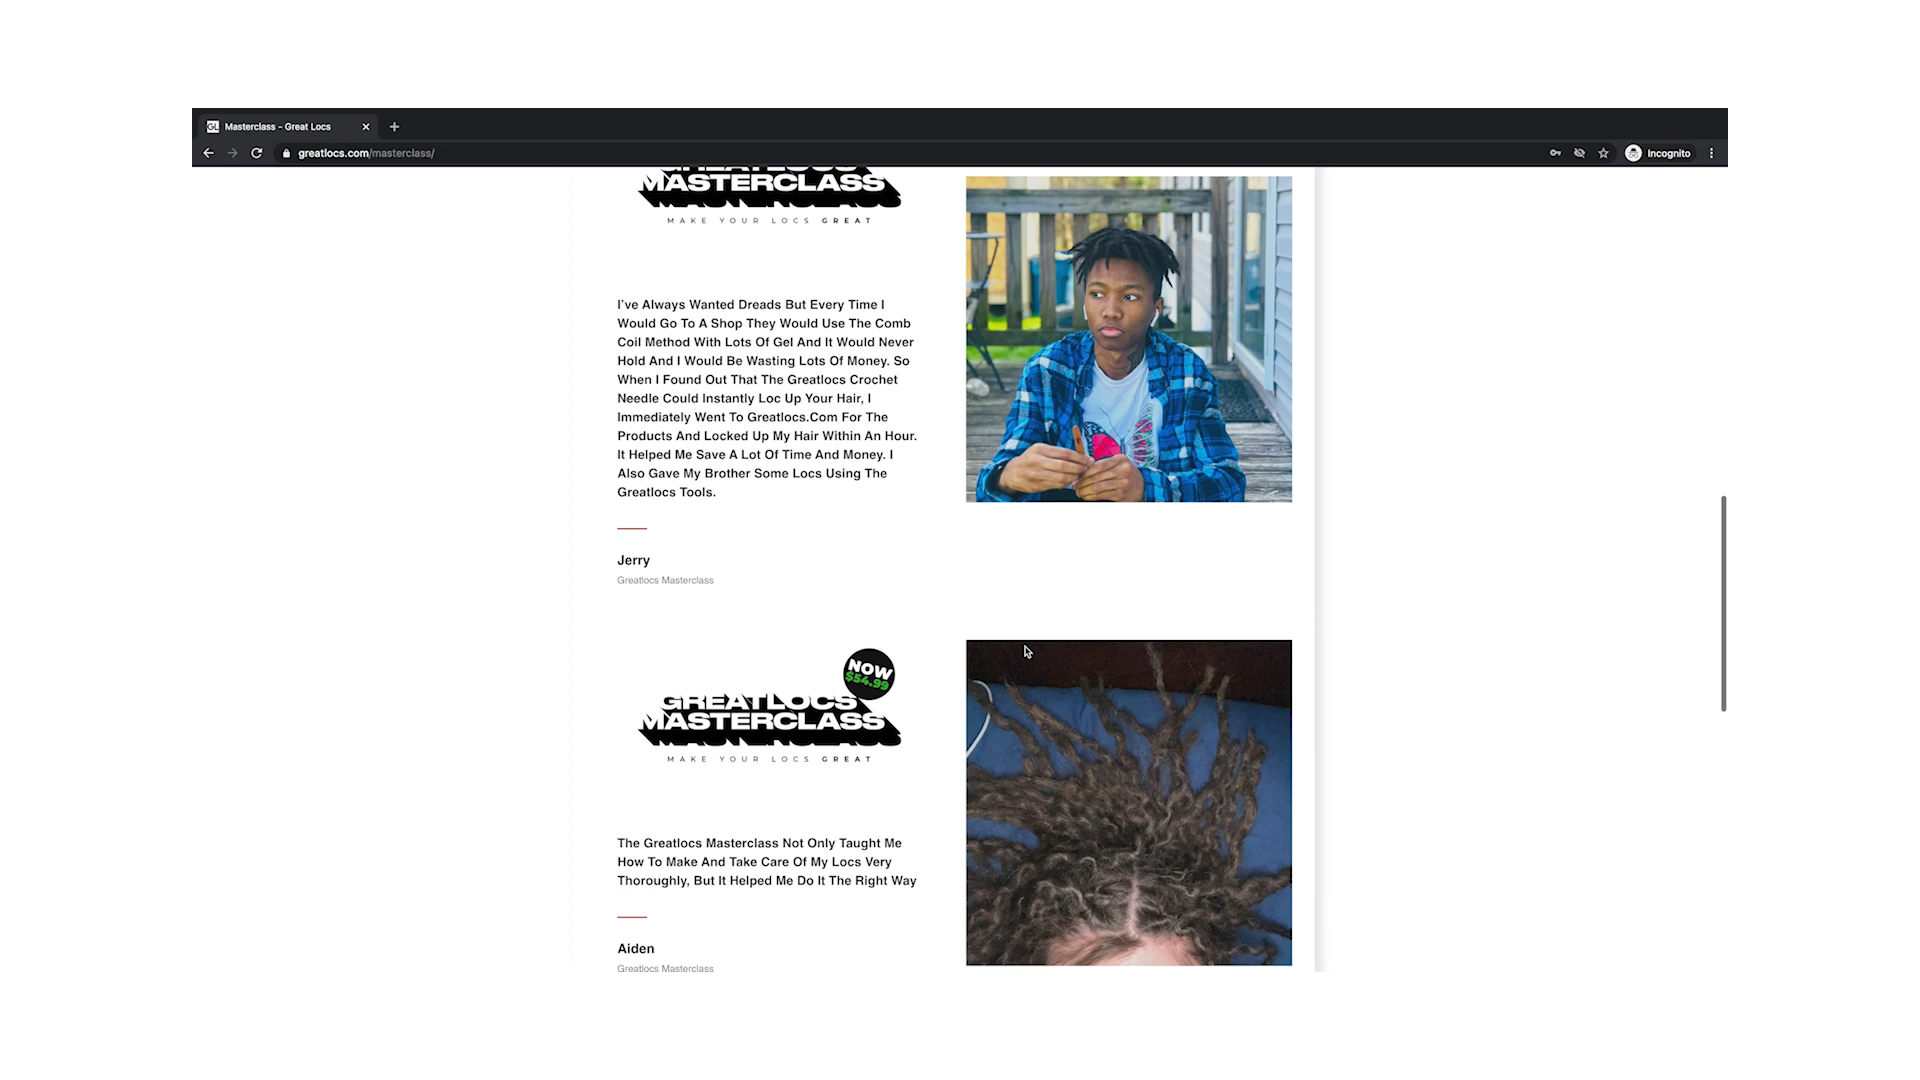 Masterclass - Great Locs
greatlocs.com/masterclass/
Incognito
GREATLOCS
MASTERCLASS
MAKE YOUR LOCS GREAT
I've Always Wanted Dreads But Every Time I
Would Go To A Shop They Would Use The Comb
Coil Method With Lots Of Gel And It Would Never
Hold And I Would Be Wasting Lots Of Money. So
When I Found Out That The Greatlocs Crochet
Needle Could Instantly Loc Up Your Hair, I
Immediately Went To Greatlocs.Com For The
Products And Locked Up My Hair Within An Hour.
It Helped Me Save A Lot Of Time And Money. I
Also Gave My Brother Some Locs Using The
Greatlocs Tools.
Jerry
Greatlocs Masterclass
NOW
$54.99
GREATLOCS
MASTERCLASS
MAKE YOUR LOCS GREAT
The Greatlocs Masterclass Not Only Taught Me
How To Make And Take Care Of My Locs Very
Thoroughly, But It Helped Me Do It The Right Way
Aiden
Greatlocs Masterclass